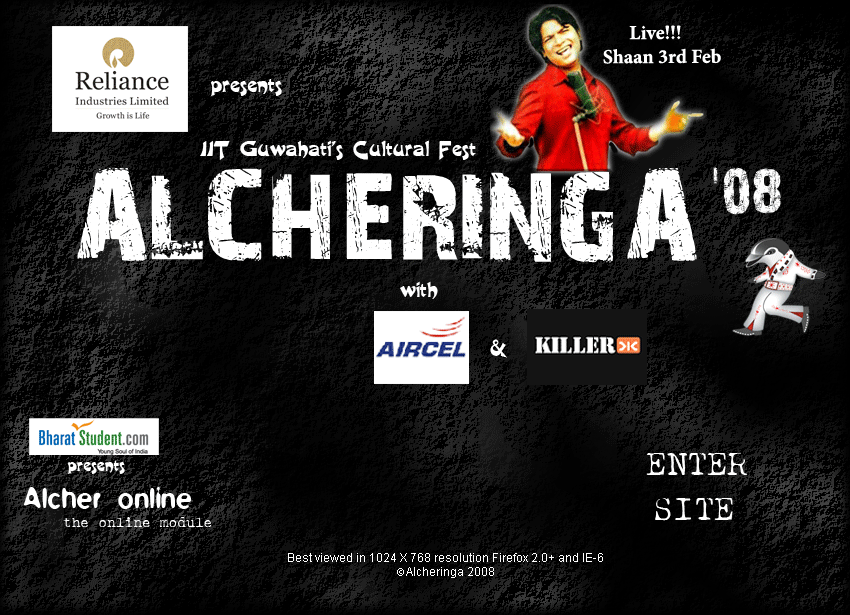 Live!!!
Shaan 3rd Feb
Reliance
Industries Limited
Growth is Life
presents
IIT Guwahati's Cultural Fest
ALCHERINGA '08
with
AIRCEL & KILLER
BharatStudent.com
Young Soul of India
presents
Alcher online
the online module
ENTER
SITE
Best viewed in 1024 X 768 resolution Firefox 2.0+ and IE-6
©Alcheringa 2008